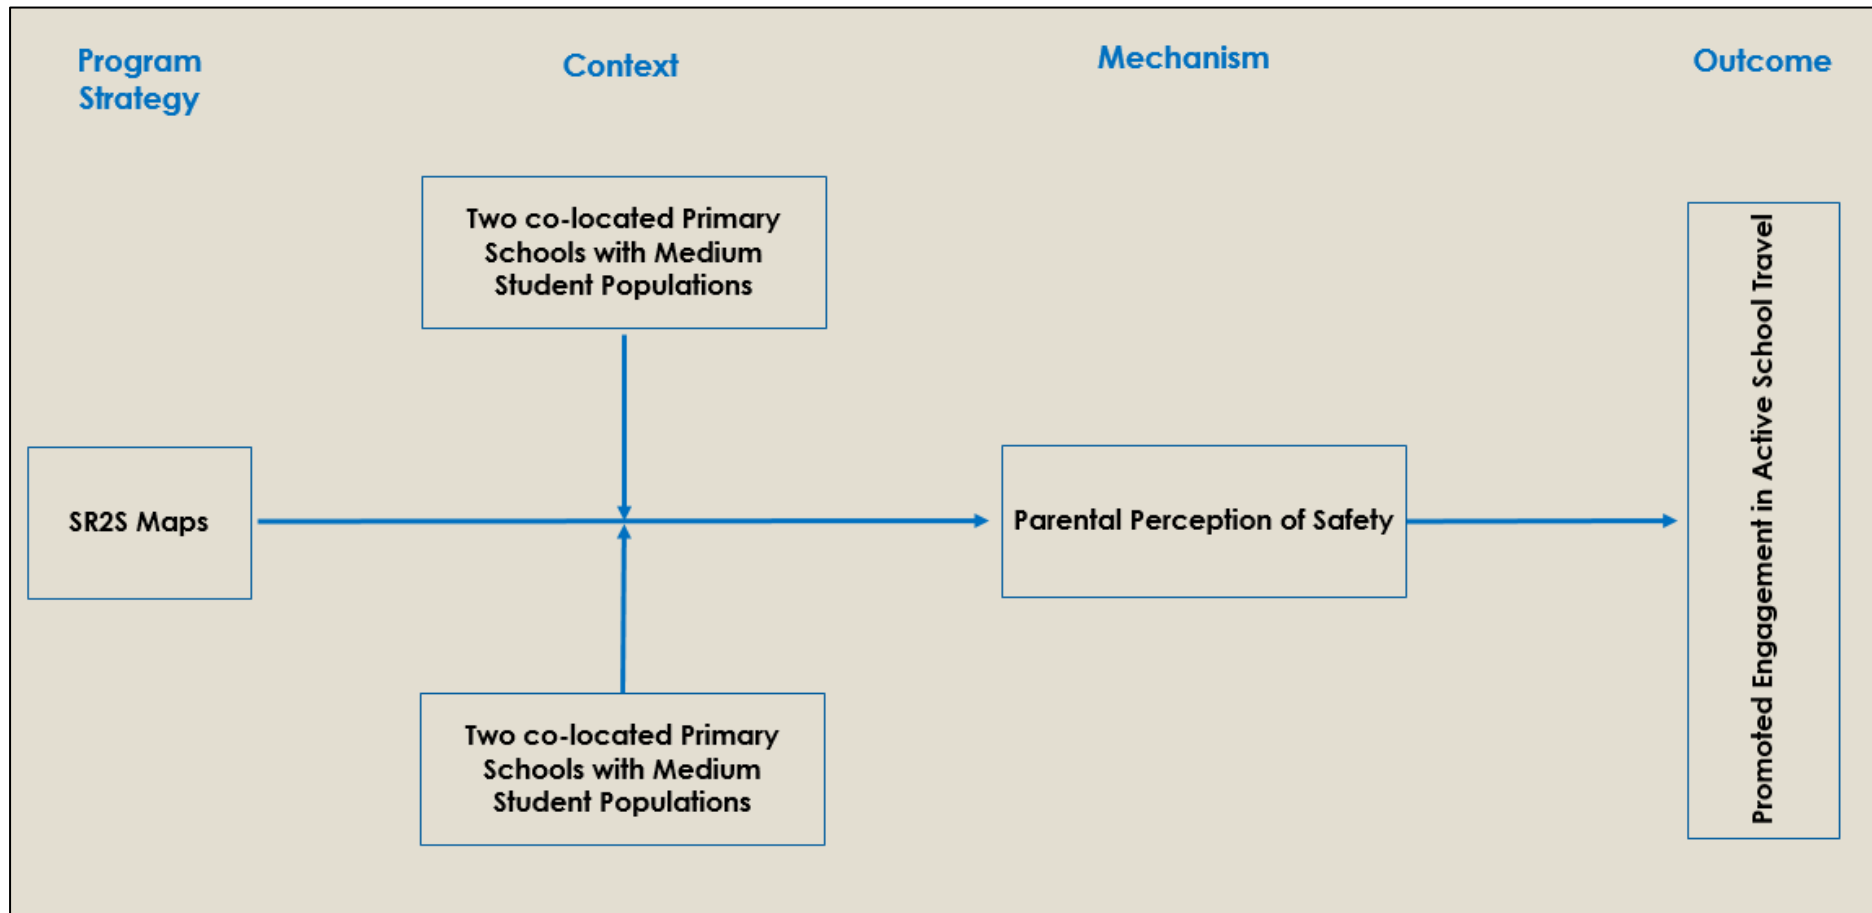 Program
Strategy
Context
Mechanism
Outcome
Two co-located Primary
Schools with Medium
Student Populations
SR2S Maps
Parental Perception of Safety
Promoted Engagement in Active School Travel
Two co-located Primary
Schools with Medium
Student Populations